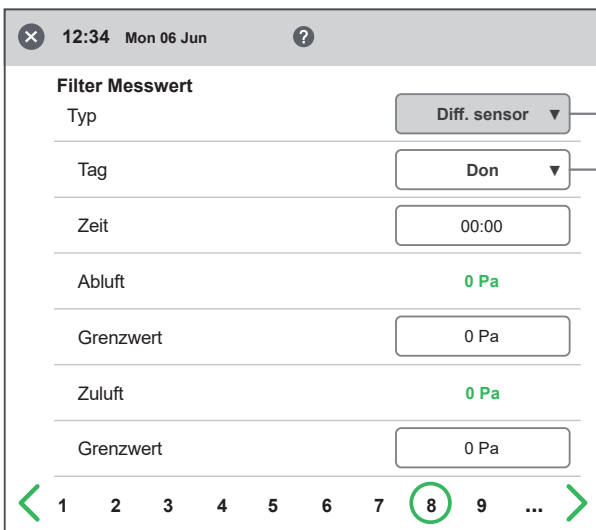 12:34 Mon 06 Jun ?
Filter Messwert
Typ Diff. sensor ▼
Tag Don ▼
Zeit 00:00
Abluft 0 Pa
Grenzwert 0 Pa
Zuluft 0 Pa
Grenzwert 0 Pa
1 2 3 4 5 6 7 8 9 ...